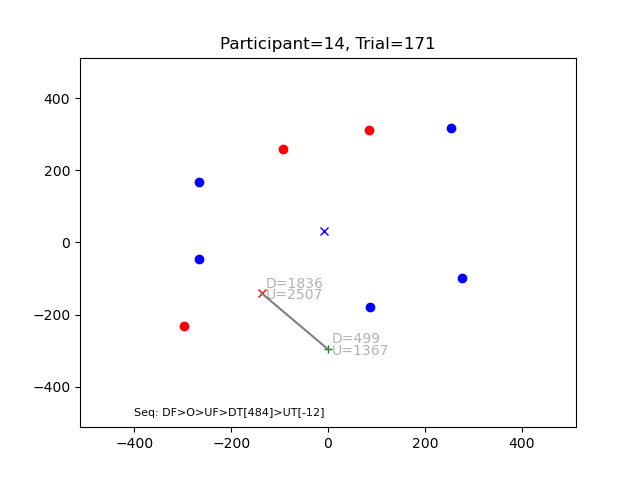 Participant=14, Trial=171
400
200
0
−200
−400
D=1836
U=2507
D=499
U=1367
Seq: DF>O>UF>DT[484]>UT[-12]
−400
−200
0
200
400